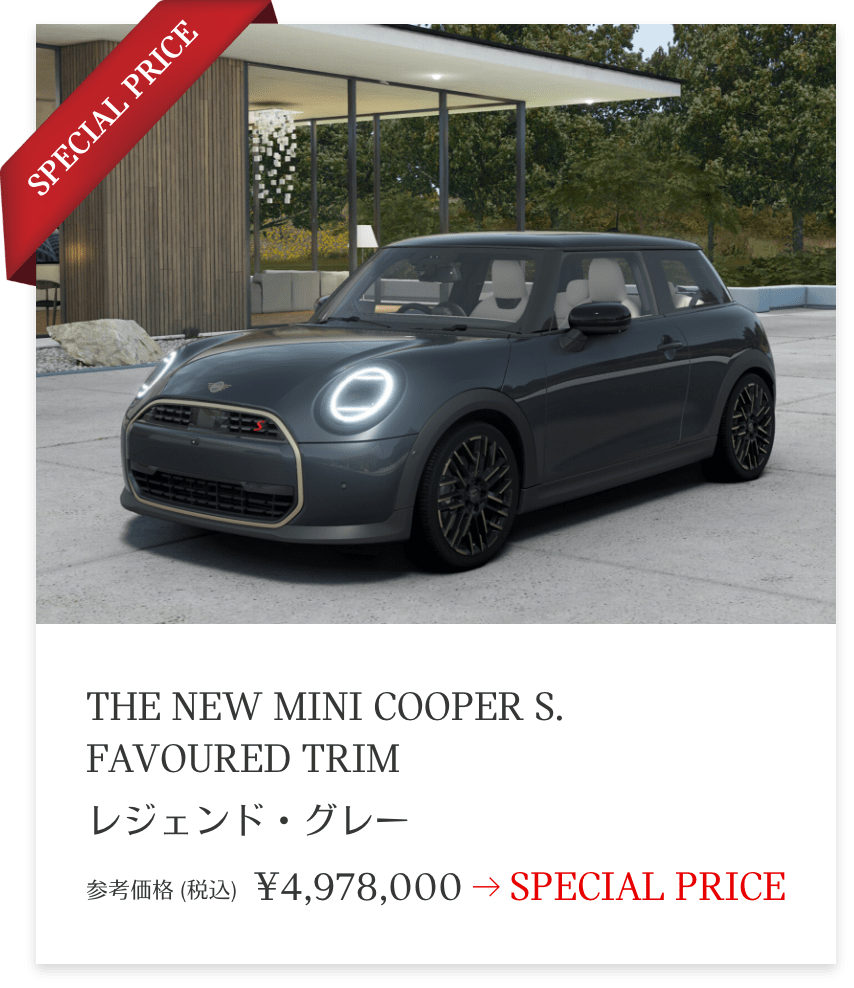 SPECIAL PRICE
S
THE NEW MINI COOPER S.
FAVOURED TRIM
レジェンド・グレー
参考価格 (税込) ¥4,978,000 → SPECIAL PRICE